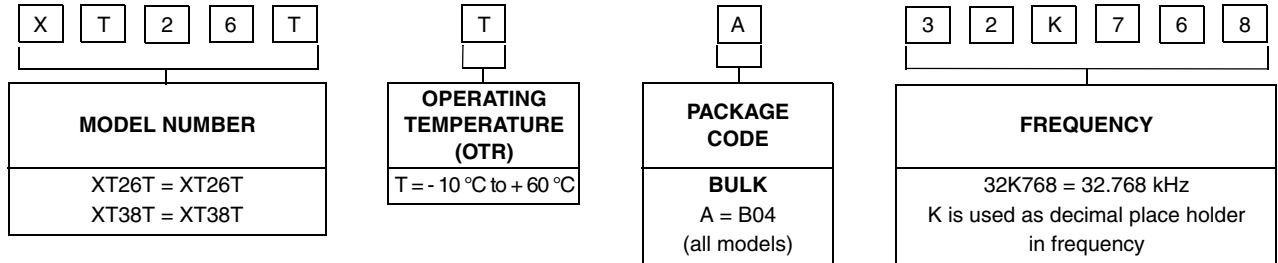 X T 2 6 T T A 3 2 K 7 6 8
MODEL NUMBER
XT26T = XT26T
XT38T = XT38T
OPERATING
TEMPERATURE
(OTR)
T = - 10 °C to + 60 °C
PACKAGE
CODE
BULK
A = B04
(all models)
FREQUENCY
32K768 = 32.768 kHz
K is used as decimal place holder
in frequency